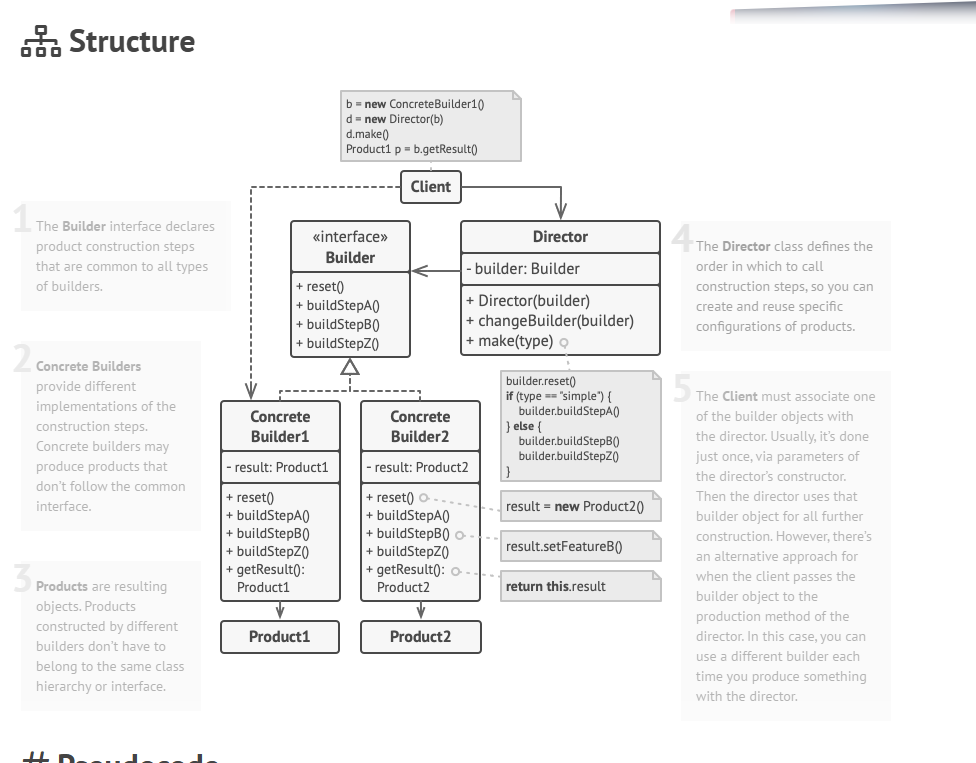 Structure
b = new ConcreteBuilder1()
d = new Director(b)
d.make()
Product1 p = b.getResult()
Client
1
The Builder interface declares
product construction steps
that are common to all types
of builders.
«interface»
Builder
+ reset()
+ buildStepA()
+ buildStepB()
+ buildStepZ()
Director
- builder: Builder
+ Director(builder)
+ changeBuilder(builder)
+ make(type)
4
The Director class defines the
order in which to call
construction steps, so you can
create and reuse specific
configurations of products.
2
Concrete Builders
provide different
implementations of the
construction steps.
Concrete builders may
produce products that
don't follow the common
interface.
Concrete
Builder1
- result: Product1
+ reset()
+ buildStepA()
+ buildStepB()
+ buildStepZ()
+ getResult():
Product1
Concrete
Builder2
- result: Product2
+ reset()
+ buildStepA()
+ buildStepB()
+ buildStepZ()
+ getResult():
Product2
builder.reset()
if (type == "simple") {
builder.buildStepA()
} else {
builder.buildStepB()
builder.buildStepZ()
}
result = new Product2()
result.setFeatureB()
return this.result
5
The Client must associate one
of the builder objects with
the director. Usually, it's done
just once, via parameters of
the director's constructor.
Then the director uses that
builder object for all further
construction. However, there's
an alternative approach for
when the client passes the
builder object to the
production method of the
director. In this case, you can
use a different builder each
time you produce something
with the director.
3
Products are resulting
objects. Products
constructed by different
builders don't have to
belong to the same class
hierarchy or interface.
Product1
Product2
# Pseudocode